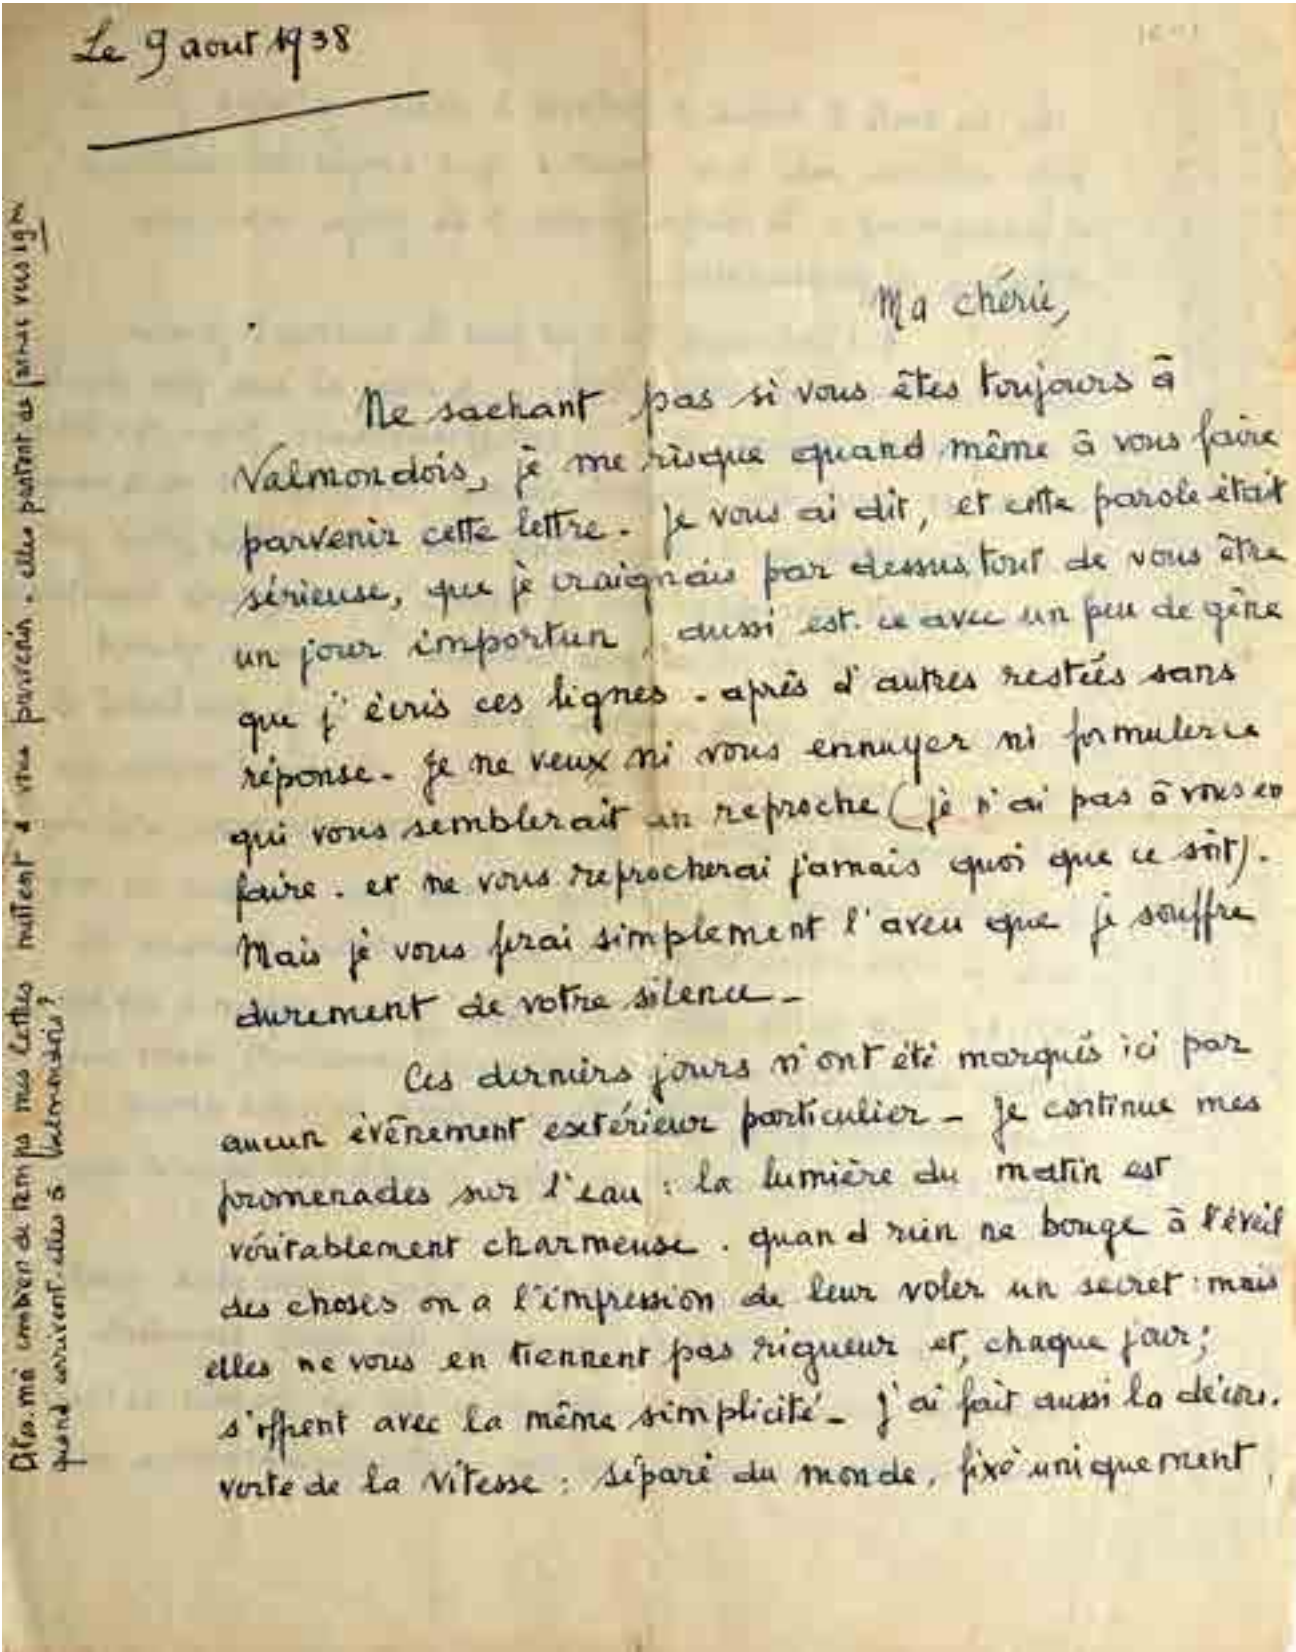 Le 9 aout 1938
Ma chérie,
Ne sachant pas si vous êtes toujours à
Valmondois, je me risque quand même à vous faire
parvenir cette lettre. Je vous ai dit, et cette parole était
sérieuse, que je craignais par dessus tout de vous être
un jour importun, aussi est-ce avec un peu de gêne
que j'écris ces lignes - après d'autres restées sans
réponse - Je ne veux ni vous ennuyer ni formuler ce
qui vous semblerait un reproche (je n'ai pas à vous en
faire - et ne vous reprocherai jamais quoi que ce soit).
Mais je vous ferai simplement l'aveu que je souffre
durement de votre silence -
Ces derniers jours n'ont été marqués ici par
aucun évênement extérieur particulier - Je continue mes
promenades sur l'eau : la lumière du matin est
véritablement charmeuse. quand rien ne bouge à l'éveil
des choses on a l'impression de leur voler un secret : mais
elles ne vous en tiennent pas rigueur et, chaque jour,
s'offrent avec la même simplicité - J'ai fait aussi la décou-
verte de la vitesse : séparé du monde, fixé uniquement
Dites-moi combien de temps mes lettres mettent à vous parvenir - elles partent de vers 19h
quand arrivent-elles à Valmondois ?